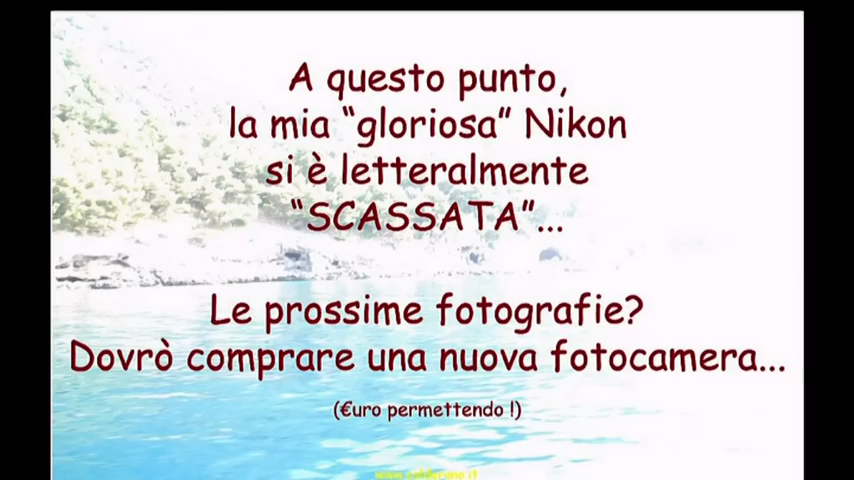 A questo punto,
la mia “gloriosa” Nikon
si è letteralmente
“SCASSATA”...
Le prossime fotografie?
Dovrò comprare una nuova fotocamera...
(€uro permettendo !)